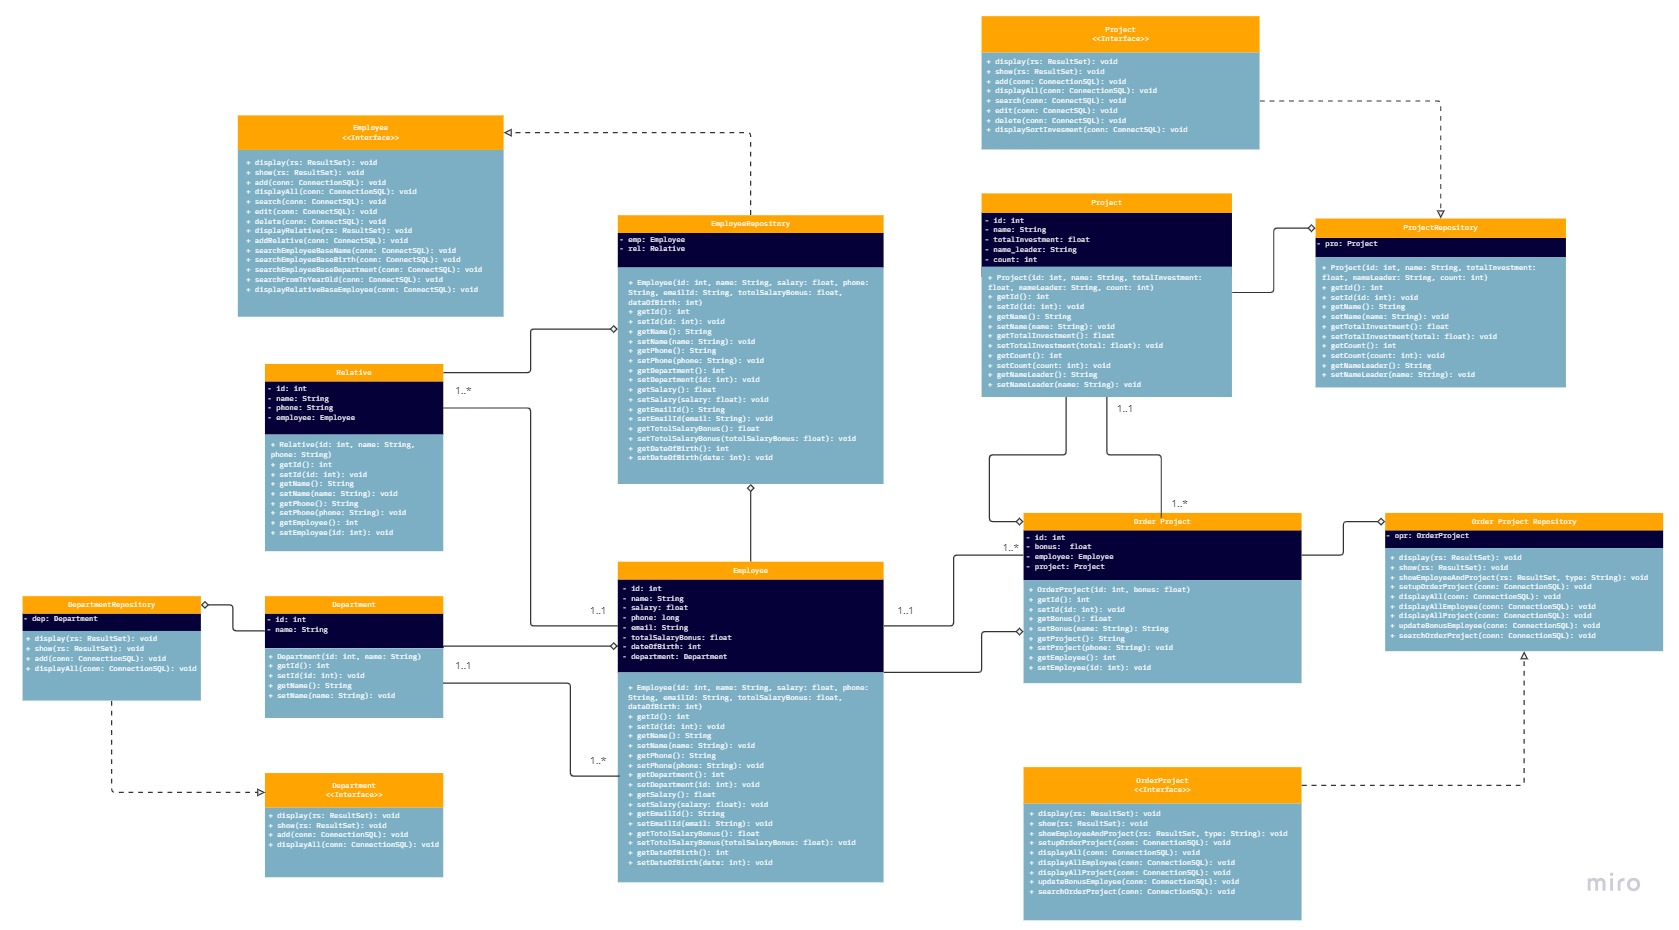 Project
<<Interface>>
+ display(rs: ResultSet): void
+ show(rs: ResultSet): void
+ add(conn: ConnectionSQL): void
+ displayAll(conn: ConnectionSQL): void
+ search(conn: ConnectSQL): void
+ edit(conn: ConnectSQL): void
+ delete(conn: ConnectSQL): void
+ displaySortInvesment(conn: ConnectSQL): void
Employee
<<Interface>>
+ display(rs: ResultSet): void
+ show(rs: ResultSet): void
+ add(conn: ConnectionSQL): void
+ displayAll(conn: ConnectionSQL): void
+ search(conn: ConnectSQL): void
+ edit(conn: ConnectSQL): void
+ delete(conn: ConnectSQL): void
+ displayRelative(rs: ResultSet): void
+ addRelative(conn: ConnectSQL): void
+ searchEmployeeBaseName(conn: ConnectSQL): void
+ searchEmployeeBaseBirth(conn: ConnectSQL): void
+ searchEmployeeBaseDepartment(conn: ConnectSQL): void
+ searchFromToYearOld(conn: ConnectSQL): void
+ displayRelativeBaseEmployee(conn: ConnectSQL): void
EmployeeRepository
- emp: Employee
- rel: Relative
+ Employee(id: int, name: String, salary: float, phone:
String, emailId: String, totolSalaryBonus: float,
dataOfBirth: int)
+ getId(): int
+ setId(id: int): void
+ getName(): String
+ setName(name: String): void
+ getPhone(): String
+ setPhone(phone: String): void
+ getDepartment(): int
+ setDepartment(id: int): void
+ getSalary(): float
+ setSalary(salary: float): void
+ getEmailId(): String
+ setEmailId(email: String): void
+ getTotolSalaryBonus(): float
+ setTotolSalaryBonus(totolSalaryBonus: float): void
+ getDateOfBirth(): int
+ setDateOfBirth(date: int): void
Project
- id: int
- name: String
- totalInvestment: float
- name_leader: String
- count: int
+ Project(id: int, name: String, totalInvestment:
float, nameLeader: String, count: int)
+ getId(): int
+ setId(id: int): void
+ getName(): String
+ setName(name: String): void
+ getTotalInvestment(): float
+ setTotalInvestment(total: float): void
+ getCount(): int
+ setCount(count: int): void
+ getNameLeader(): String
+ setNameLeader(name: String): void
ProjectRepository
- pro: Project
+ Project(id: int, name: String, totalInvestment:
float, nameLeader: String, count: int)
+ getId(): int
+ setId(id: int): void
+ getName(): String
+ setName(name: String): void
+ getTotalInvestment(): float
+ setTotalInvestment(total: float): void
+ getCount(): int
+ setCount(count: int): void
+ getNameLeader(): String
+ setNameLeader(name: String): void
Relative
- id: int
- name: String
- phone: String
- employee: Employee
+ Relative(id: int, name: String,
phone: String)
+ getId(): int
+ setId(id: int): void
+ getName(): String
+ setName(name: String): void
+ getPhone(): String
+ setPhone(phone: String): void
+ getEmployee(): int
+ setEmployee(id: int): void
1..*
1..1
1..*
1..*
1..1
1..1
1..1
1..*
Order Project
- id: int
- bonus:  float
- employee: Employee
- project: Project
+ OrderProject(id: int, bonus: float)
+ getId(): int
+ setId(id: int): void
+ getBonus(): float
+ setBonus(name: String): String
+ getProject(): String
+ setProject(phone: String): void
+ getEmployee(): int
+ setEmployee(id: int): void
Order Project Repository
- opr: OrderProject
+ display(rs: ResultSet): void
+ show(rs: ResultSet): void
+ showEmployeeAndProject(rs: ResultSet, type: String): void
+ setupOrderProject(conn: ConnectionSQL): void
+ displayAll(conn: ConnectionSQL): void
+ displayAllEmployee(conn: ConnectionSQL): void
+ displayAllProject(conn: ConnectionSQL): void
+ updateBonusEmployee(conn: ConnectionSQL): void
+ searchOrderProject(conn: ConnectionSQL): void
Employee
- id: int
- name: String
- salary: float
- phone: long
- email: String
- totalSalaryBonus: float
- dateOfBirth: int
- department: Department
+ Employee(id: int, name: String, salary: float, phone:
String, emailId: String, totolSalaryBonus: float,
dataOfBirth: int)
+ getId(): int
+ setId(id: int): void
+ getName(): String
+ setName(name: String): void
+ getPhone(): String
+ setPhone(phone: String): void
+ getDepartment(): int
+ setDepartment(id: int): void
+ getSalary(): float
+ setSalary(salary: float): void
+ getEmailId(): String
+ setEmailId(email: String): void
+ getTotolSalaryBonus(): float
+ setTotolSalaryBonus(totolSalaryBonus: float): void
+ getDateOfBirth(): int
+ setDateOfBirth(date: int): void
DepartmentRepository
- dep: Department
+ display(rs: ResultSet): void
+ show(rs: ResultSet): void
+ add(conn: ConnectionSQL): void
+ displayAll(conn: ConnectionSQL): void
Department
- id: int
- name: String
+ Department(id: int, name: String)
+ getId(): int
+ setId(id: int): void
+ getName(): String
+ setName(name: String): void
Department
<<Interface>>
+ display(rs: ResultSet): void
+ show(rs: ResultSet): void
+ add(conn: ConnectionSQL): void
+ displayAll(conn: ConnectionSQL): void
OrderProject
<<Interface>>
+ display(rs: ResultSet): void
+ show(rs: ResultSet): void
+ showEmployeeAndProject(rs: ResultSet, type: String): void
+ setupOrderProject(conn: ConnectionSQL): void
+ displayAll(conn: ConnectionSQL): void
+ displayAllEmployee(conn: ConnectionSQL): void
+ displayAllProject(conn: ConnectionSQL): void
+ updateBonusEmployee(conn: ConnectionSQL): void
+ searchOrderProject(conn: ConnectionSQL): void
miro